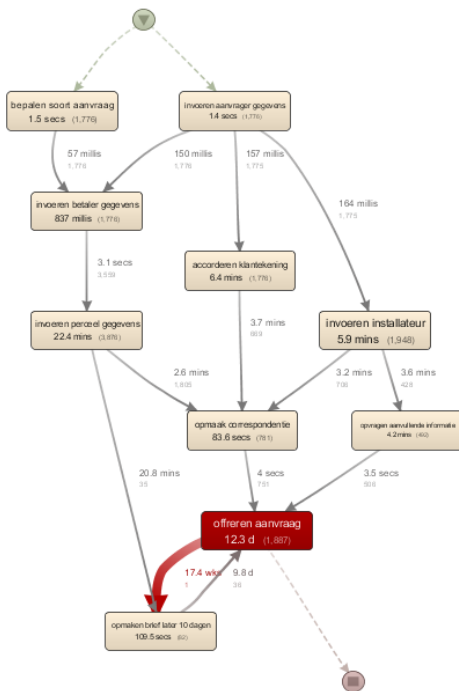 bepalen soort aanvraag
1.5 secs (1,776)
invoeren aanvrager gegevens
1.4 secs (1,776)
57 millis
1,776
150 millis
1,776
157 millis
1,775
164 millis
1,775
invoeren betaler gegevens
837 millis (1,776)
3.1 secs
3,559
accorderen klantekening
6.4 mins (1,776)
invoeren perceel gegevens
22.4 mins (3,876)
invoeren installateur
5.9 mins (1,948)
3.7 mins
2.6 mins
3.2 mins
3.6 mins
428
opmaak correspondentie
83.6 secs (781)
opvragen aanvullende informatie
4.2 mins (492)
20.8 mins
35
4 secs
751
3.5 secs
506
offreren aanvraag
12.3 d (1,887)
17.4 wks
1
9.8 d
36
opmaken brief later 10 dagen
109.5 secs (62)